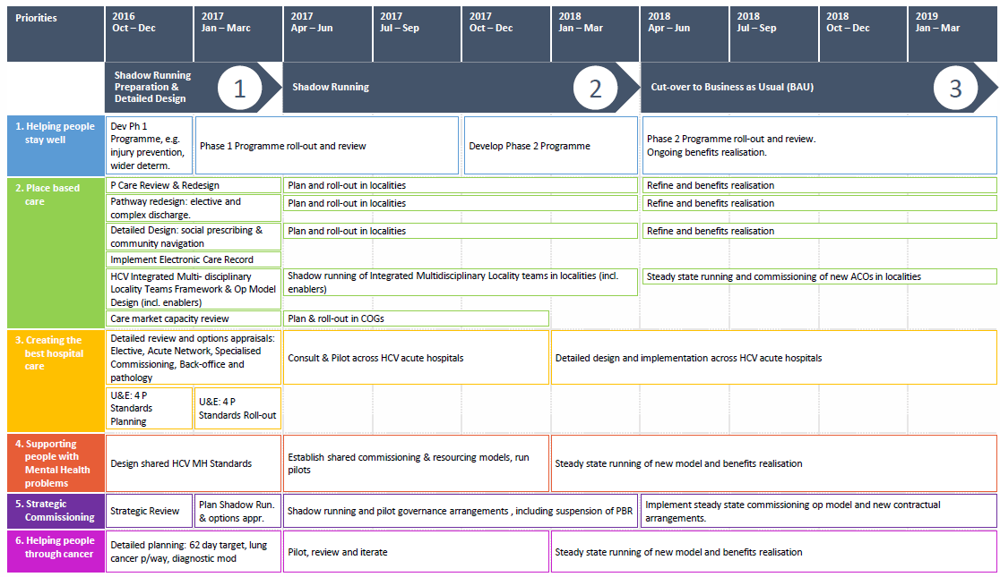 Priorities
2016
Oct – Dec
2017
Jan – Marc
2017
Apr – Jun
2017
Jul – Sep
2017
Oct – Dec
2018
Jan – Mar
2018
Apr – Jun
2018
Jul – Sep
2018
Oct – Dec
2019
Jan – Mar
Shadow Running
Preparation &
Detailed Design
1
Shadow Running
2
Cut-over to Business as Usual (BAU)
3
1. Helping people
stay well
Dev Ph 1
Programme, e.g.
injury prevention,
wider determ.
Phase 1 Programme roll-out and review
Develop Phase 2 Programme
Phase 2 Programme roll-out and review.
Ongoing benefits realisation.
2. Place based
care
P Care Review & Redesign
Plan and roll-out in localities
Refine and benefits realisation
Pathway redesign: elective and
complex discharge.
Plan and roll-out in localities
Refine and benefits realisation
Detailed Design: social prescribing &
community navigation
Plan and roll-out in localities
Refine and benefits realisation
Implement Electronic Care Record
HCV Integrated Multi- disciplinary
Locality Teams Framework & Op Model
Design (incl. enablers)
Shadow running of Integrated Multidisciplinary Locality teams in localities (incl.
enablers)
Steady state running and commissioning of new ACOs in localities
Care market capacity review
Plan & roll-out in COGs
3. Creating the
best hospital
care
Detailed review and options appraisals:
Elective, Acute Network, Specialised
Commissioning, Back-office and
pathology
Consult & Pilot across HCV acute hospitals
Detailed design and implementation across HCV acute hospitals
U&E: 4 P
Standards
Planning
U&E: 4 P
Standards Roll-out
4. Supporting
people with
Mental Health
problems
Design shared HCV MH Standards
Establish shared commissioning & resourcing models, run
pilots
Steady state running of new model and benefits realisation
5. Strategic
Commissioning
Strategic Review
Plan Shadow Run.
& options appr.
Shadow running and pilot governance arrangements , including suspension of PBR
Implement steady state commissioning op model and new contractual
arrangements.
6. Helping people
through cancer
Detailed planning: 62 day target, lung
cancer p/way, diagnostic mod
Pilot, review and iterate
Steady state running of new model and benefits realisation